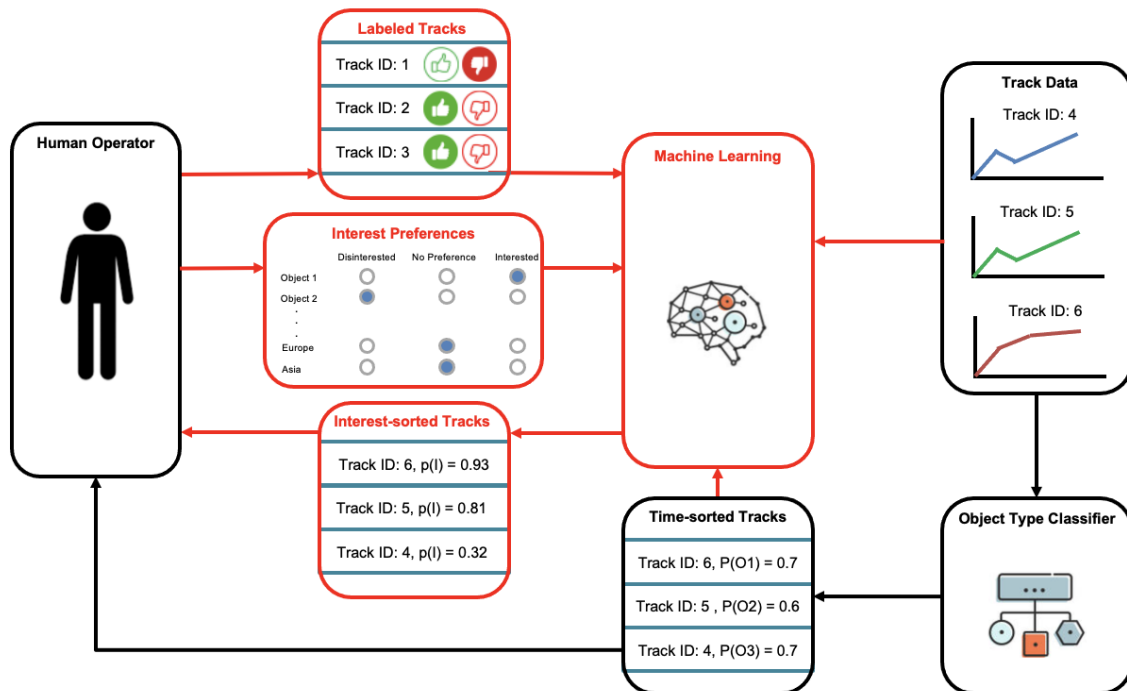 Labeled Tracks
Track ID: 1
Track ID: 2
Track ID: 3
Human Operator
Interest Preferences
Disinterested No Preference Interested
Object 1
Object 2
.
.
.
Europe
Asia
Interest-sorted Tracks
Track ID: 6, p(I) = 0.93
Track ID: 5, p(I) = 0.81
Track ID: 4, p(I) = 0.32
Machine Learning
Time-sorted Tracks
Track ID: 6, P(O1) = 0.7
Track ID: 5 , P(O2) = 0.6
Track ID: 4, P(O3) = 0.7
Track Data
Track ID: 4
Track ID: 5
Track ID: 6
Object Type Classifier